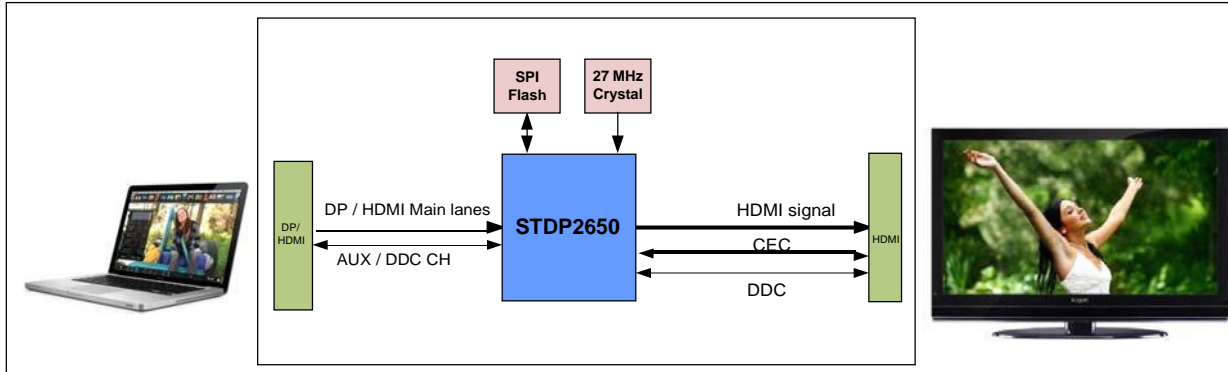 SPI
Flash
27 MHz
Crystal
DP / HDMI Main lanes
STDP2650
HDMI signal
DP/
HDMI
HDMI
AUX / DDC CH
CEC
DDC